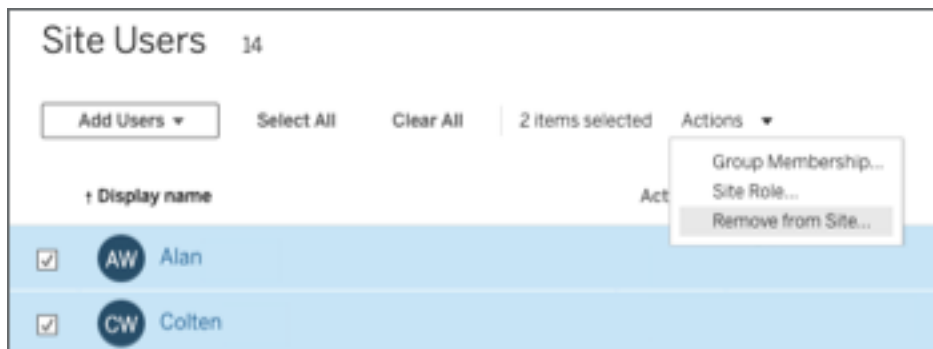 Site Users 14
Add Users Select All Clear All 2 items selected Actions
Group Membership...
↑ Display name Act Site Role...
Remove from Site...
AW Alan
CW Colten